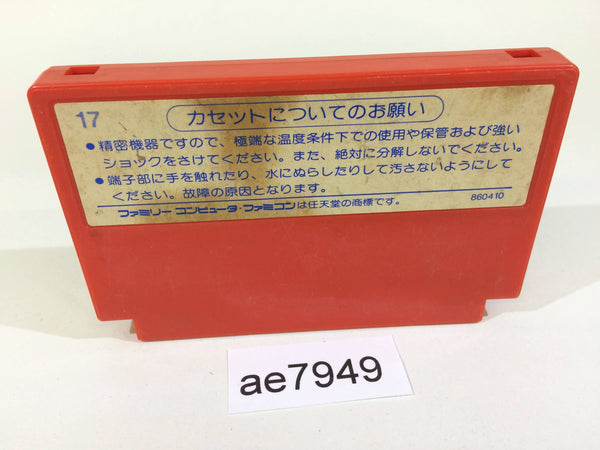 17
カセットについてのお願い
●精密機器ですので、極端な温度条件下での使用や保管および強い
ショックをさけてください。また、絶対に分解しないでください。
●端子部に手を触れたり、水にぬらしたりして汚さないようにして
ください。故障の原因となります。
860410
ファミリーコンピュータ・ファミコンは任天堂の商標です。
ae7949